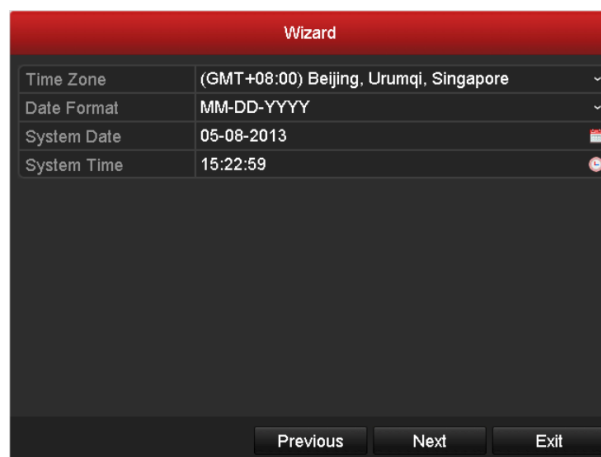 Wizard
Time Zone (GMT+08:00) Beijing, Urumqi, Singapore
Date Format MM-DD-YYYY
System Date 05-08-2013
System Time 15:22:59
Previous Next Exit